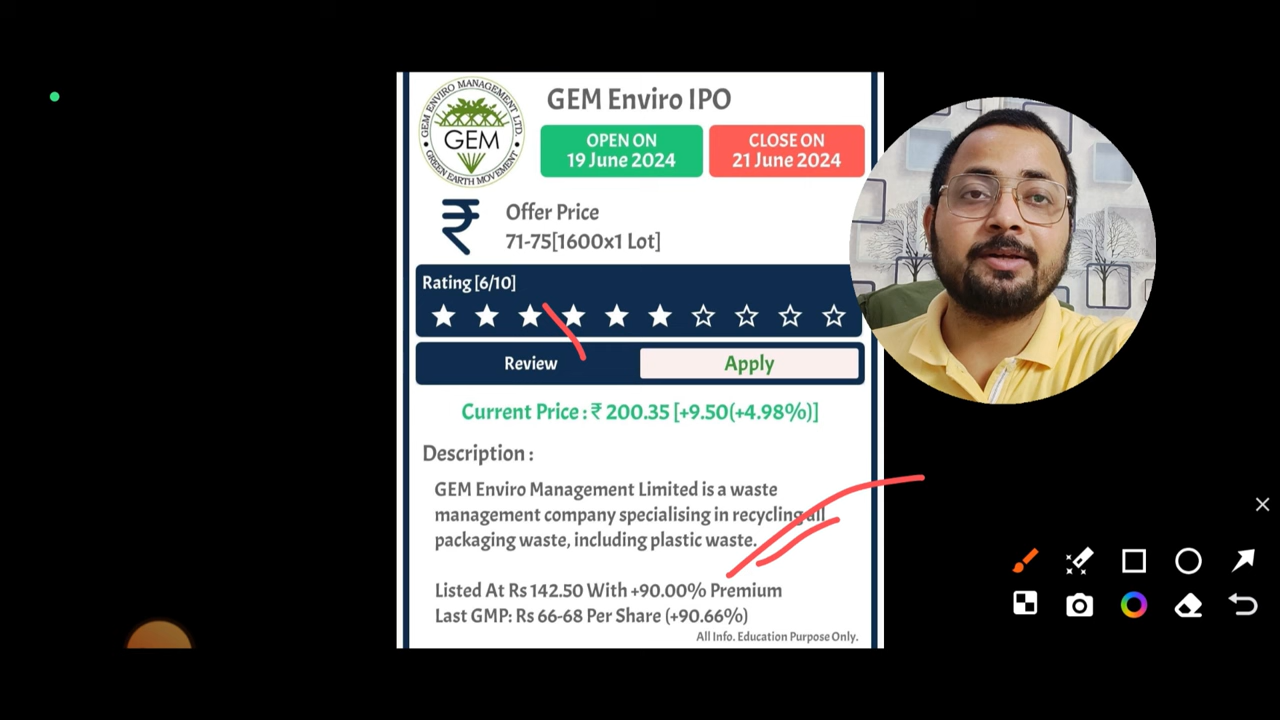 GEM ENVIRO MANAGEMENT LTD.
GEM
GREEN EARTH MOVEMENT
GEM Enviro IPO
OPEN ON
19 June 2024
CLOSE ON
21 June 2024
₹
Offer Price
71-75[1600x1 Lot]
Rating [6/10]
Review
Apply
Current Price : ₹ 200.35 [+9.50(+4.98%)]
Description :
GEM Enviro Management Limited is a waste
management company specialising in recycling all
packaging waste, including plastic waste.
Listed At Rs 142.50 With +90.00% Premium
Last GMP: Rs 66-68 Per Share (+90.66%)
All Info. Education Purpose Only.